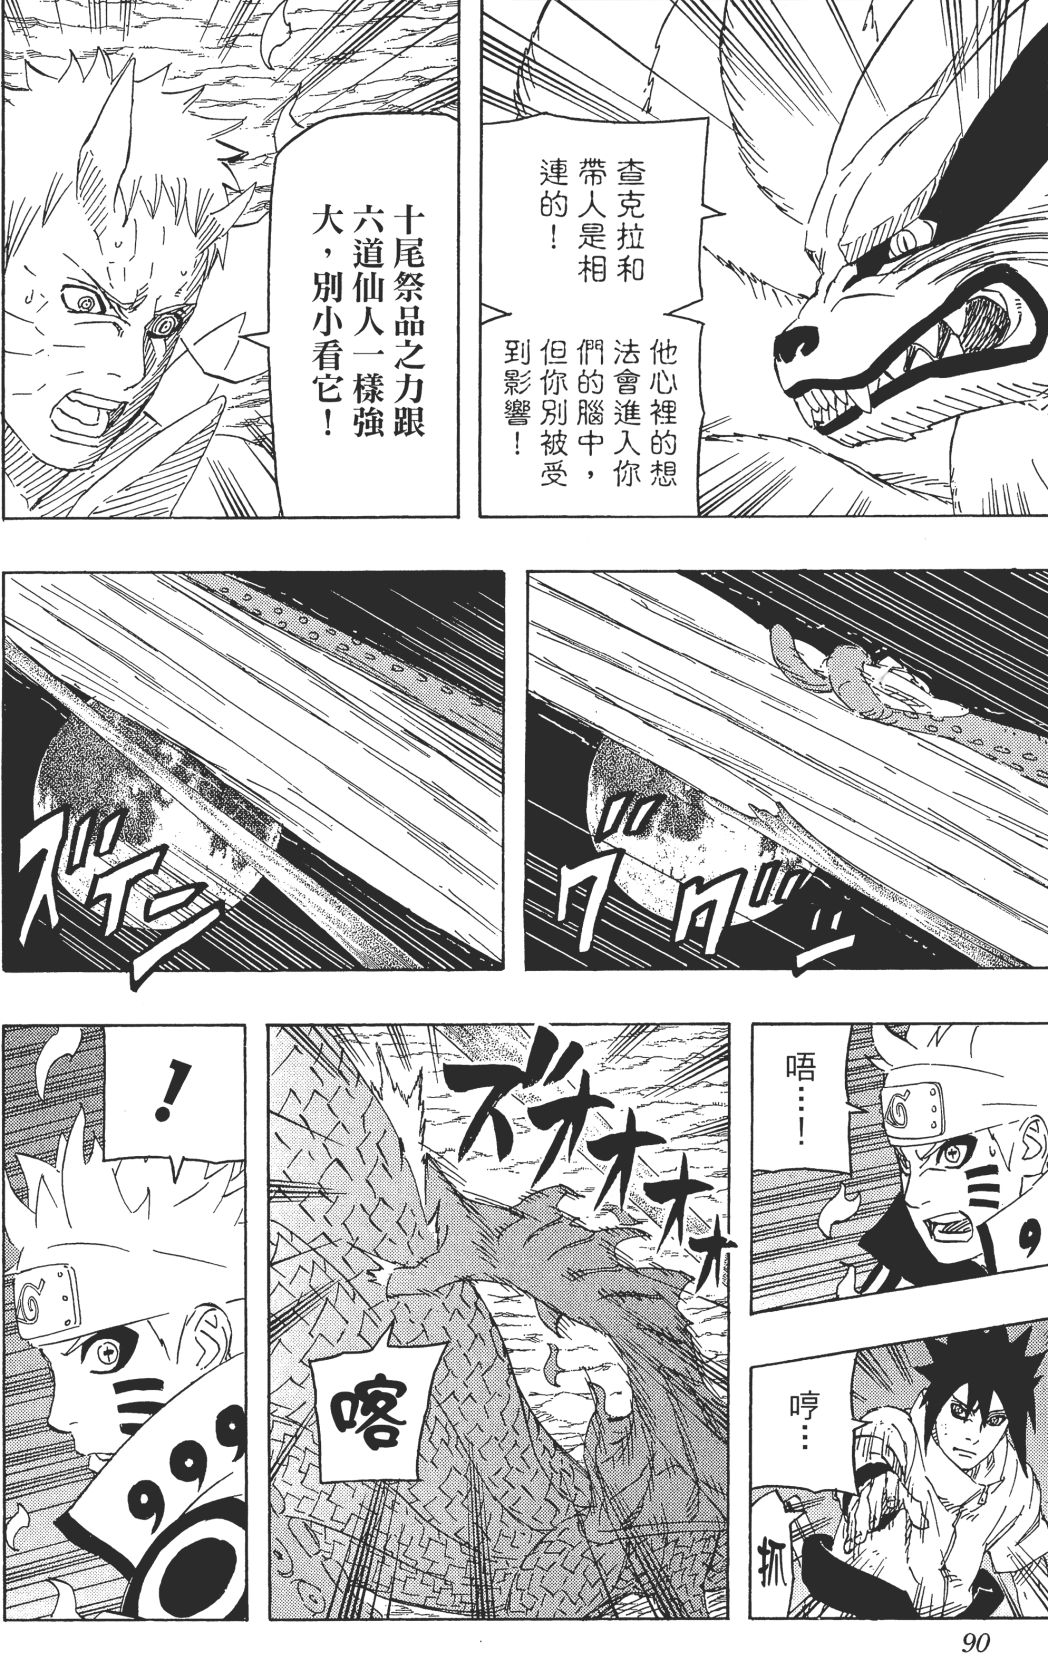 查克拉和
帶人是相
連的！
他心裡的想
法會進入你
們的腦中，
但你別被受
到影響！
十尾祭品之力跟
六道仙人一樣強
大，別小看它！
ググッ
ズイン
唔…！
哼…
抓
ズオオオオ
喀
！
90